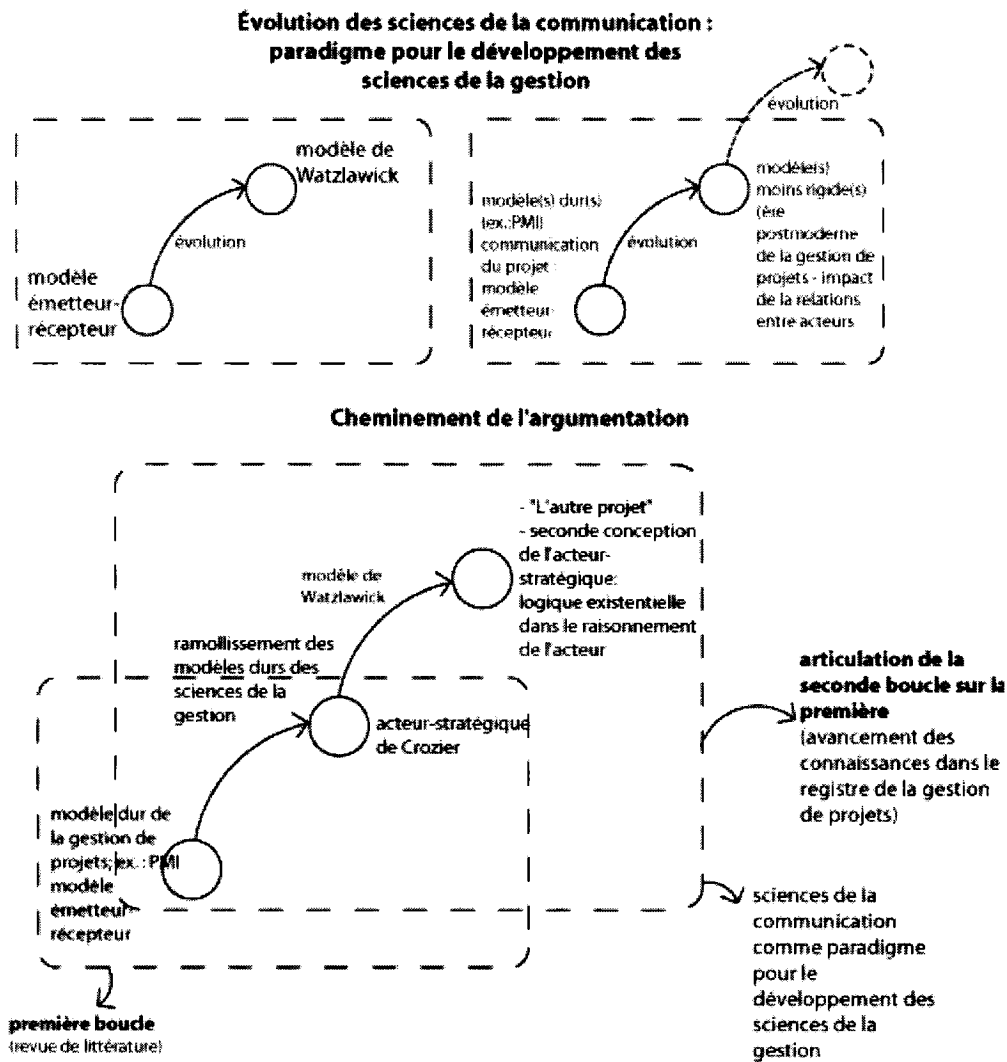 Évolution des sciences de la communication :
paradigme pour le développement des
sciences de la gestion
évolution
modèle de
Watzlawick
évolution
modèle
émetteur-
récepteur
modèle(s) dur(s)
(ex.:PMI)
communication
du projet :
modèle
émetteur-
récepteur
évolution
modèle(s)
moins rigide(s)
(ère
postmoderne
de la gestion de
projets - impact
de la relations
entre acteurs
Cheminement de l'argumentation
- "L'autre projet"
- seconde conception
de l'acteur-
stratégique:
logique existentielle
dans le raisonnement
de l'acteur
modèle de
Watzlawick
ramollissement des
modèles durs des
sciences de la
gestion
acteur-stratégique
de Crozier
modèle dur de
la gestion de
projets; ex. : PMI
modèle
émetteur-
récepteur
articulation de la
seconde boucle sur la
première
(avancement des
connaissances dans le
registre de la gestion
de projets)
sciences de la
communication
comme paradigme
pour le
développement des
sciences de la
gestion
première boucle
(revue de littérature)